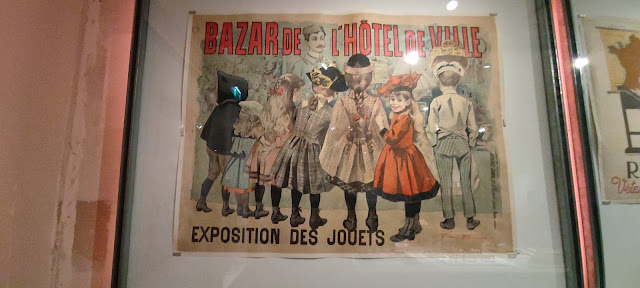 BAZAR DE L'HÔTEL DE VILLE
EXPOSITION DES JOUETS